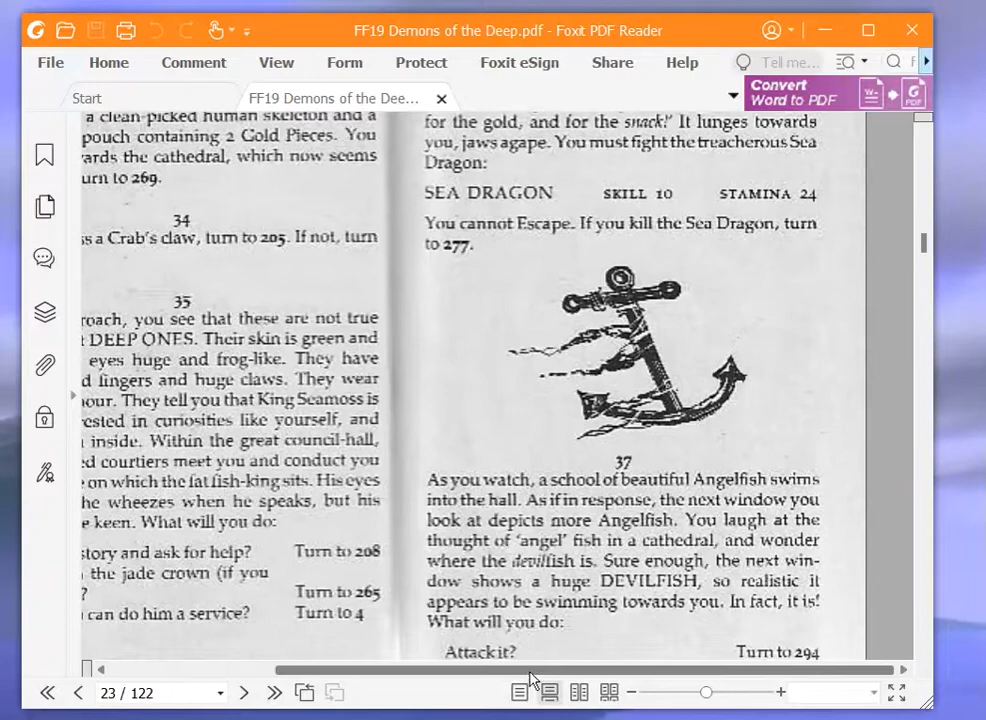 FF19 Demons of the Deep.pdf - Foxit PDF Reader
File Home Comment View Form Protect Foxit eSign Share Help Tell me... F
Start FF19 Demons of the Dee... Convert Word to PDF
a clean-picked human skeleton and a
pouch containing 2 Gold Pieces. You
ards the cathedral, which now seems
urn to 269.
34
s a Crab's claw, turn to 205. If not, turn
35
roach, you see that these are not true
DEEP ONES. Their skin is green and
eyes huge and frog-like. They have
d fingers and huge claws. They wear
our. They tell you that King Seamoss is
ested in curiosities like yourself, and
inside. Within the great council-hall,
ed courtiers meet you and conduct you
on which the fat fish-king sits. His eyes
he wheezes when he speaks, but his
e keen. What will you do:
story and ask for help? Turn to 208
the jade crown (if you
? Turn to 265
can do him a service? Turn to 4
for the gold, and for the snack!' It lunges towards
you, jaws agape. You must fight the treacherous Sea
Dragon:
SEA DRAGON SKILL 10 STAMINA 24
You cannot Escape. If you kill the Sea Dragon, turn
to 277.
37
As you watch, a school of beautiful Angelfish swims
into the hall. As if in response, the next window you
look at depicts more Angelfish. You laugh at the
thought of 'angel' fish in a cathedral, and wonder
where the devilfish is. Sure enough, the next win-
dow shows a huge DEVILFISH, so realistic it
appears to be swimming towards you. In fact, it is!
What will you do:
Attack it? Turn to 294
23 / 122